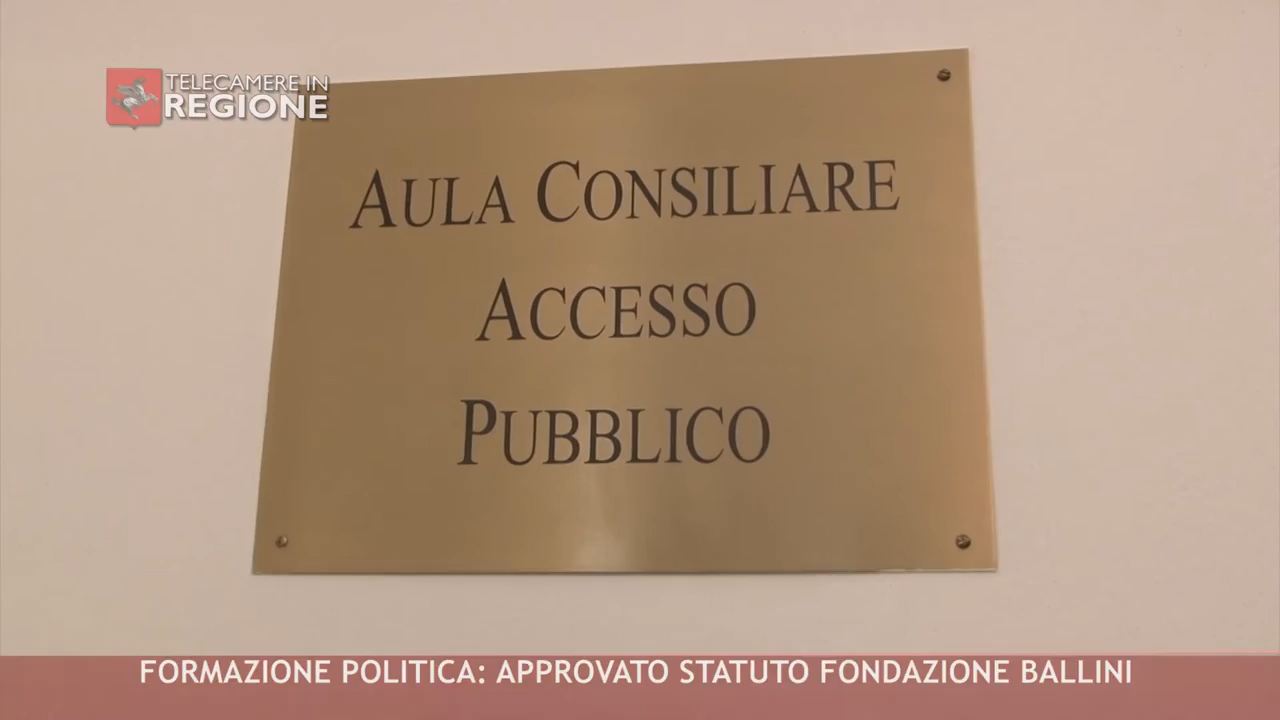 TELECAMERE IN
REGIONE
AULA CONSILIARE
ACCESSO
PUBBLICO
FORMAZIONE POLITICA: APPROVATO STATUTO FONDAZIONE BALLINI